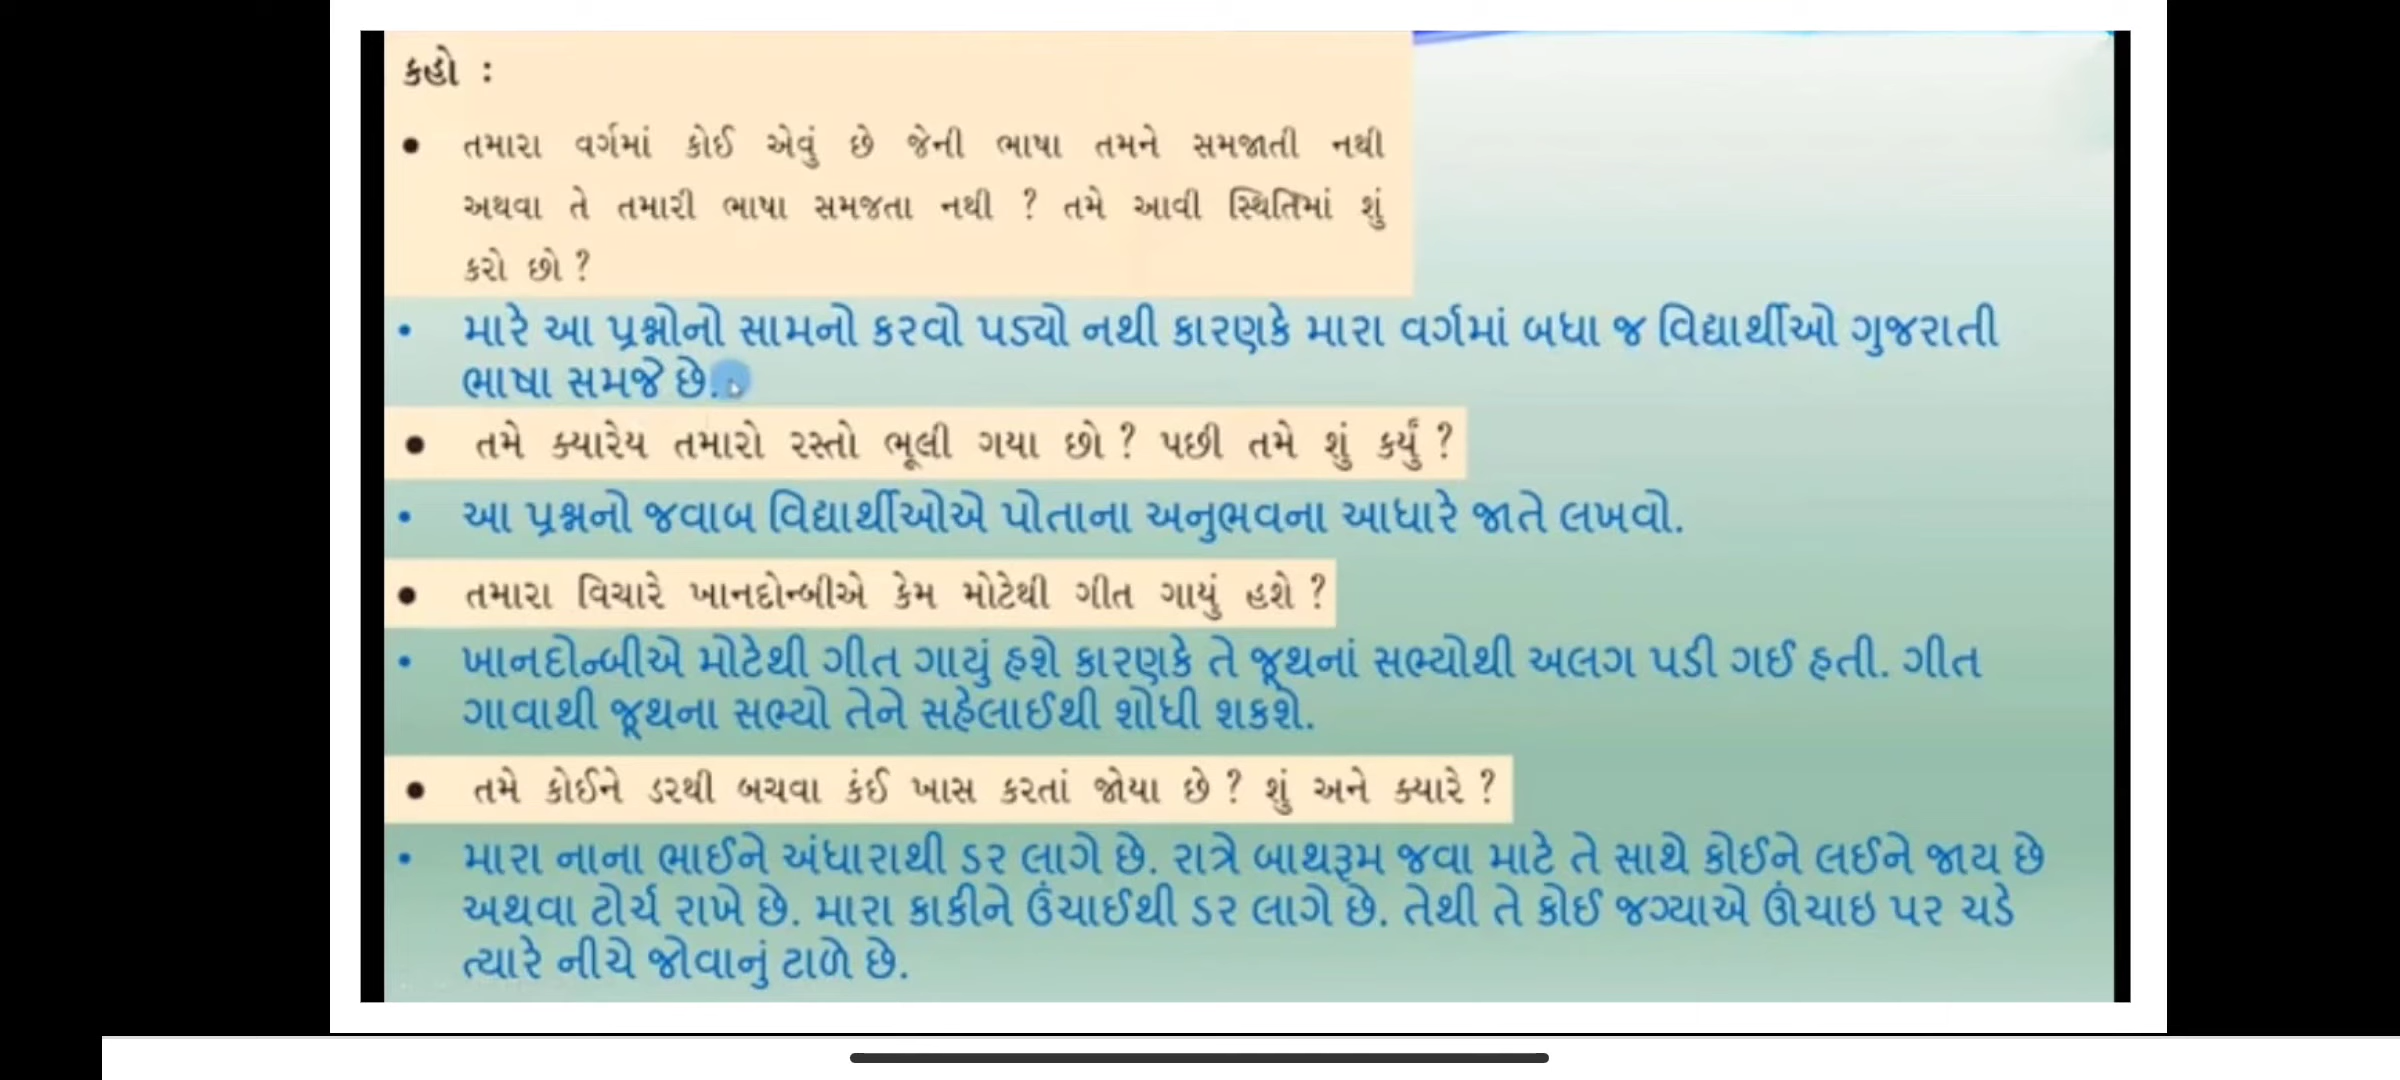 કહો :
• તમારા વર્ગમાં કોઈ એવું છે જેની ભાષા તમને સમજાતી નથી
અથવા તે તમારી ભાષા સમજતા નથી ? તમે આવી સ્થિતિમાં શું
કરો છો ?
• મારે આ પ્રશ્નોનો સામનો કરવો પડ્યો નથી કારણકે મારા વર્ગમાં બધા જ વિદ્યાર્થીઓ ગુજરાતી
ભાષા સમજે છે.
• તમે ક્યારેય તમારો રસ્તો ભૂલી ગયા છો ? પછી તમે શું કર્યું ?
• આ પ્રશ્નનો જવાબ વિદ્યાર્થીઓએ પોતાના અનુભવના આધારે જાતે લખવો.
• તમારા વિચારે ખાનદોન્બીએ કેમ મોટેથી ગીત ગાયું હશે ?
• ખાનદોન્બીએ મોટેથી ગીત ગાયું હશે કારણકે તે જૂથનાં સભ્યોથી અલગ પડી ગઈ હતી. ગીત
ગાવાથી જૂથના સભ્યો તેને સહેલાઈથી શોધી શકશે.
• તમે કોઈને ડરથી બચવા કંઈ ખાસ કરતાં જોયા છે ? શું અને ક્યારે ?
• મારા નાના ભાઈને અંધારાથી ડર લાગે છે. રાત્રે બાથરૂમ જવા માટે તે સાથે કોઈને લઈને જાય છે
અથવા ટોર્ચ રાખે છે. મારા કાકીને ઉંચાઈથી ડર લાગે છે. તેથી તે કોઈ જગ્યાએ ઊંચાઇ પર ચડે
ત્યારે નીચે જોવાનું ટાળે છે.